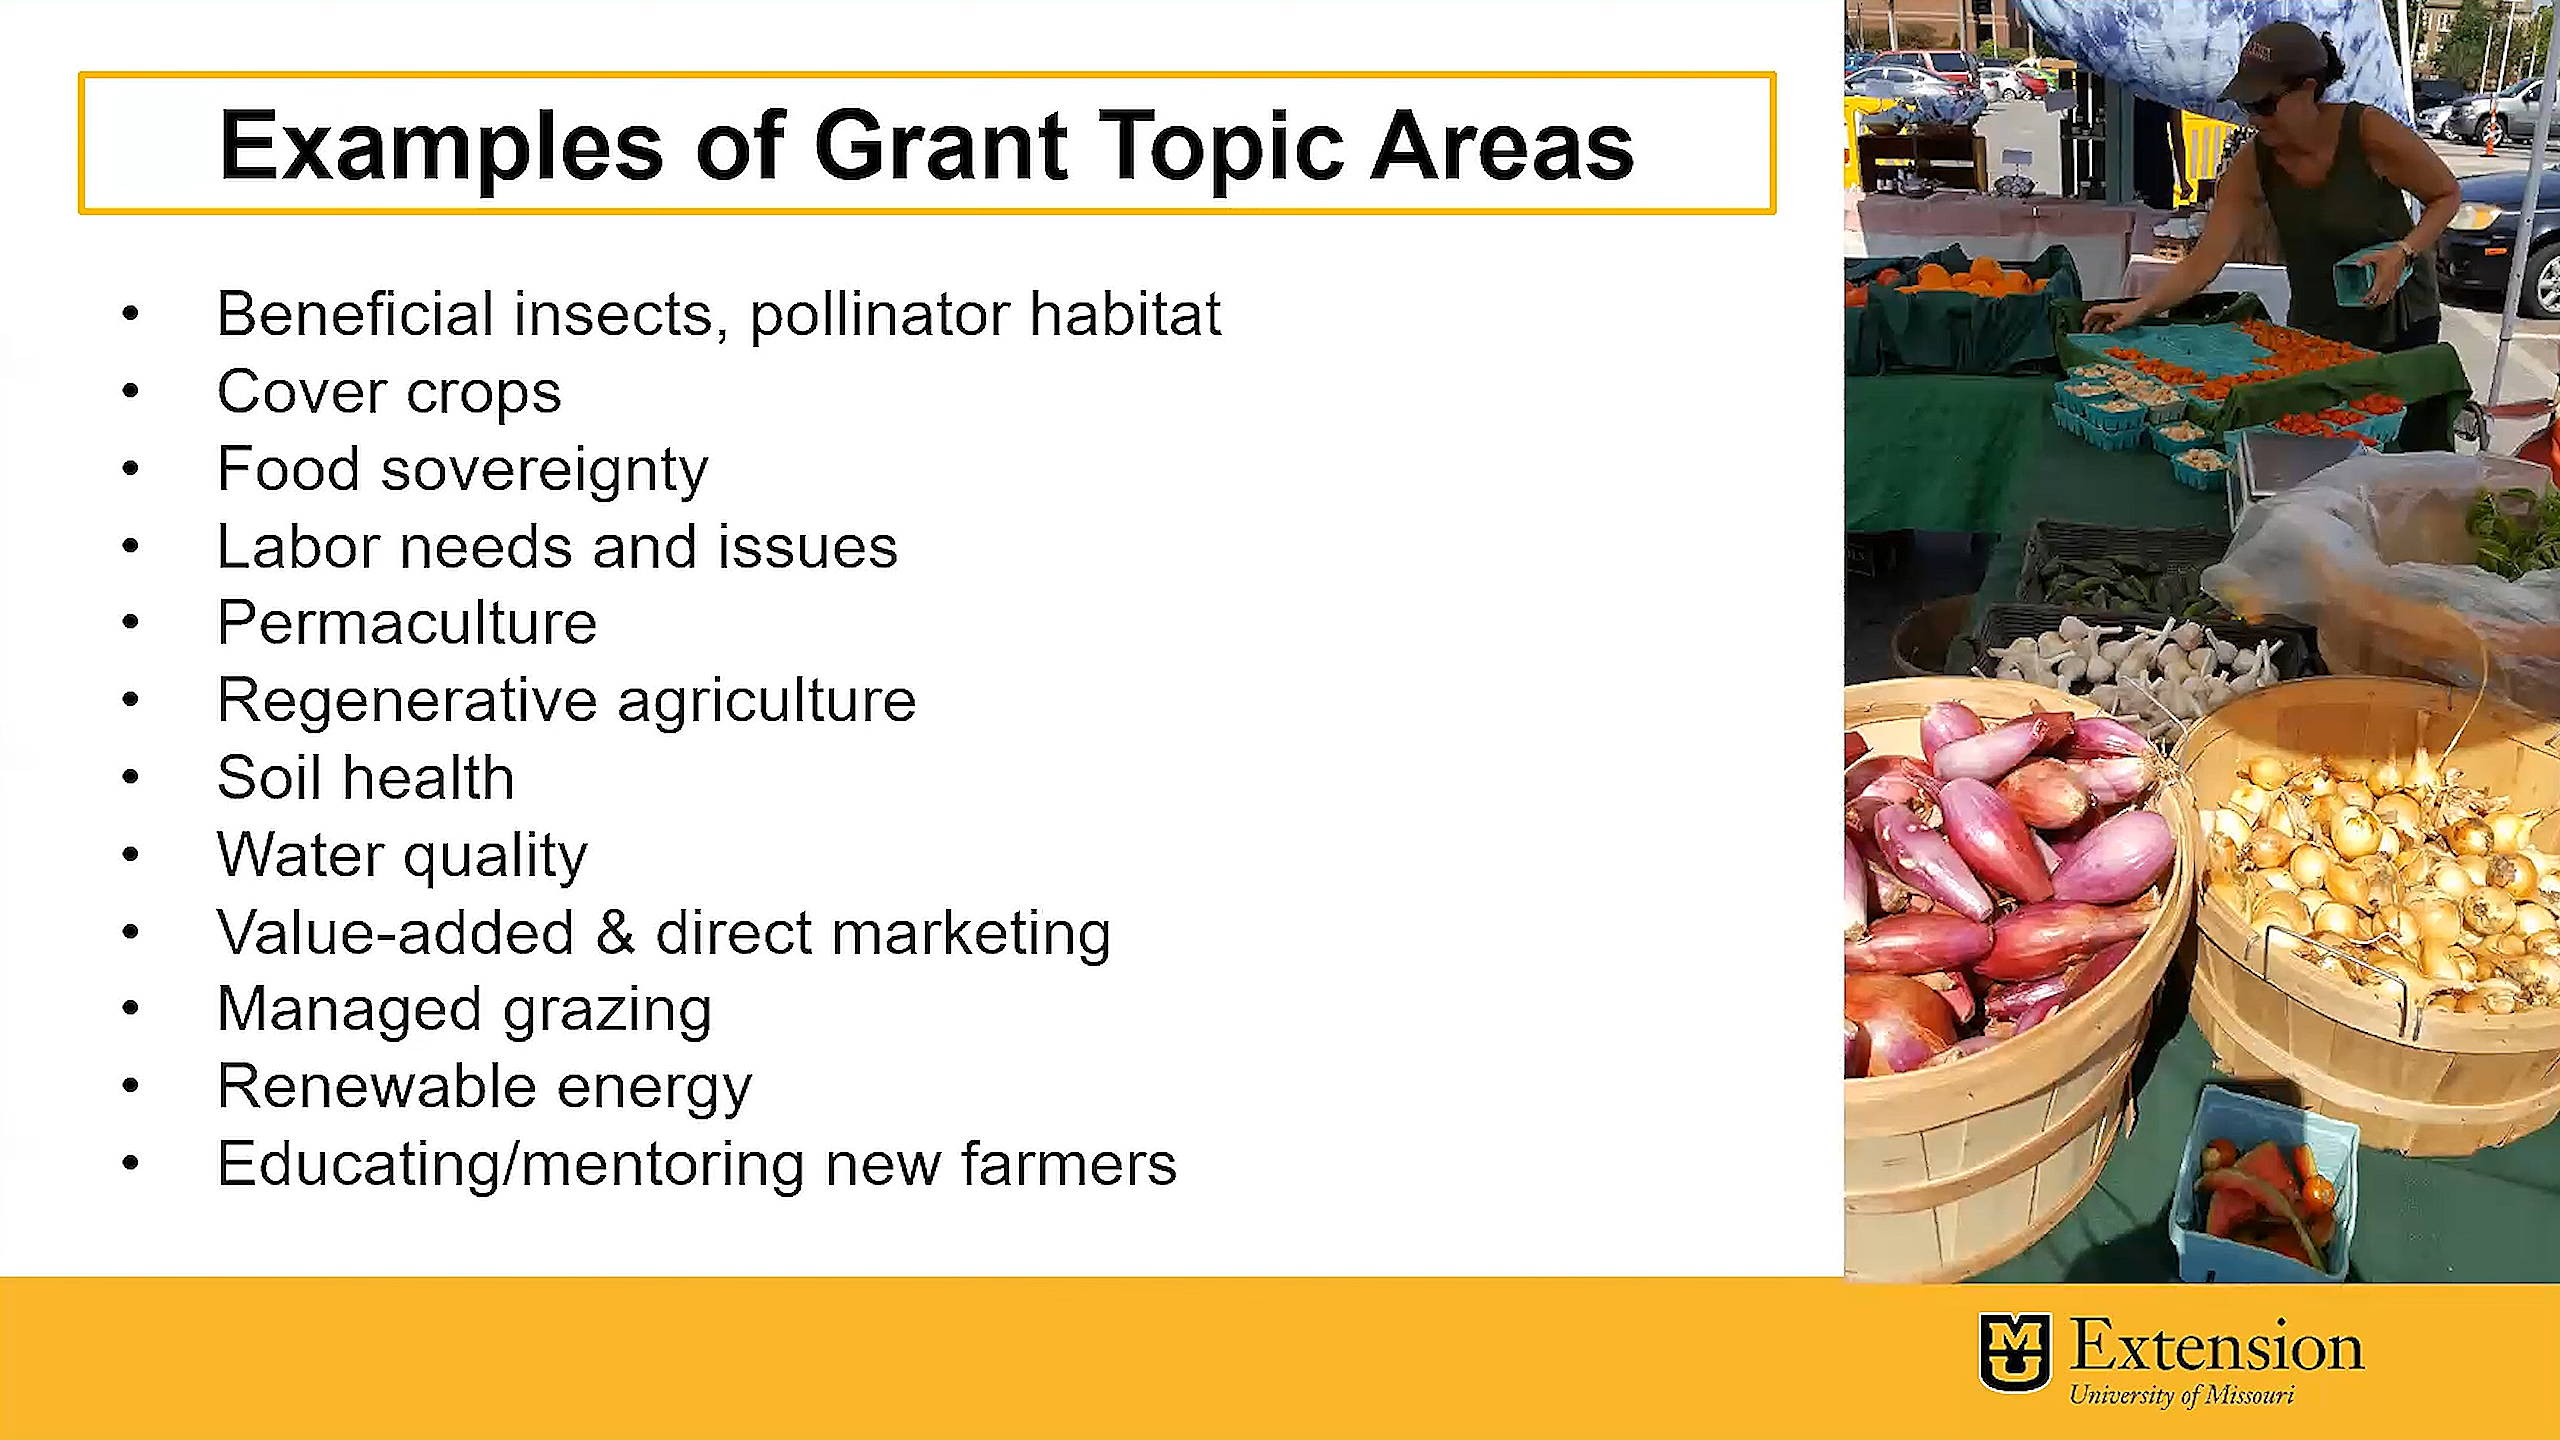 Examples of Grant Topic Areas
• Beneficial insects, pollinator habitat
• Cover crops
• Food sovereignty
• Labor needs and issues
• Permaculture
• Regenerative agriculture
• Soil health
• Water quality
• Value-added & direct marketing
• Managed grazing
• Renewable energy
• Educating/mentoring new farmers
Extension
University of Missouri